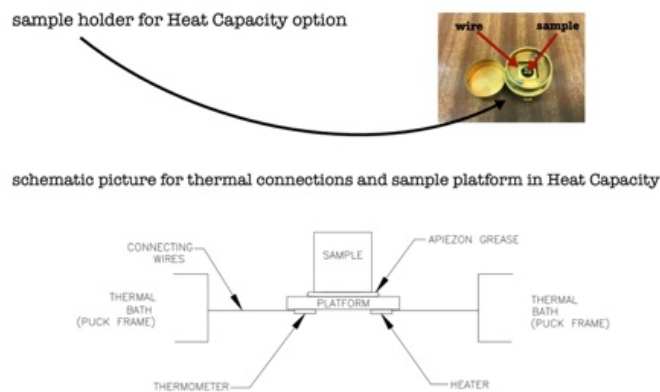 sample holder for Heat Capacity option
wire
sample
schematic picture for thermal connections and sample platform in Heat Capacity
CONNECTING
WIRES
SAMPLE
APIEZON GREASE
THERMAL
BATH
(PUCK FRAME)
PLATFORM
THERMAL
BATH
(PUCK FRAME)
THERMOMETER
HEATER